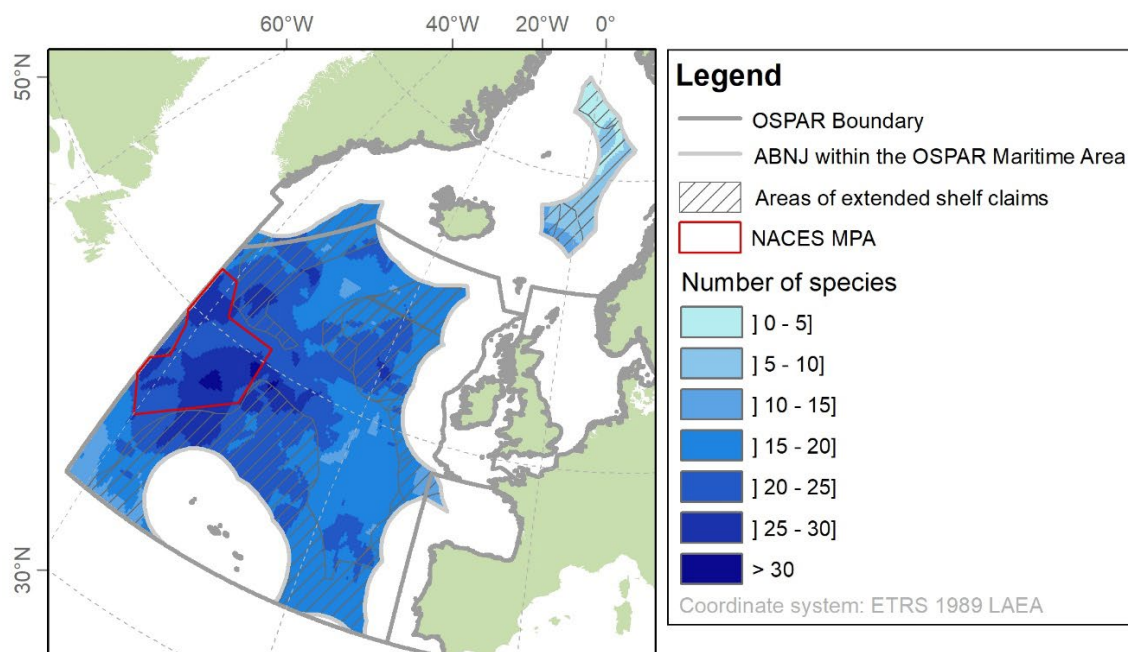 60°W 40°W 20°W 0°
50°N
30°N
Legend
OSPAR Boundary
ABNJ within the OSPAR Maritime Area
Areas of extended shelf claims
NACES MPA
Number of species
] 0 - 5]
] 5 - 10]
] 10 - 15]
] 15 - 20]
] 20 - 25]
] 25 - 30]
> 30
Coordinate system: ETRS 1989 LAEA